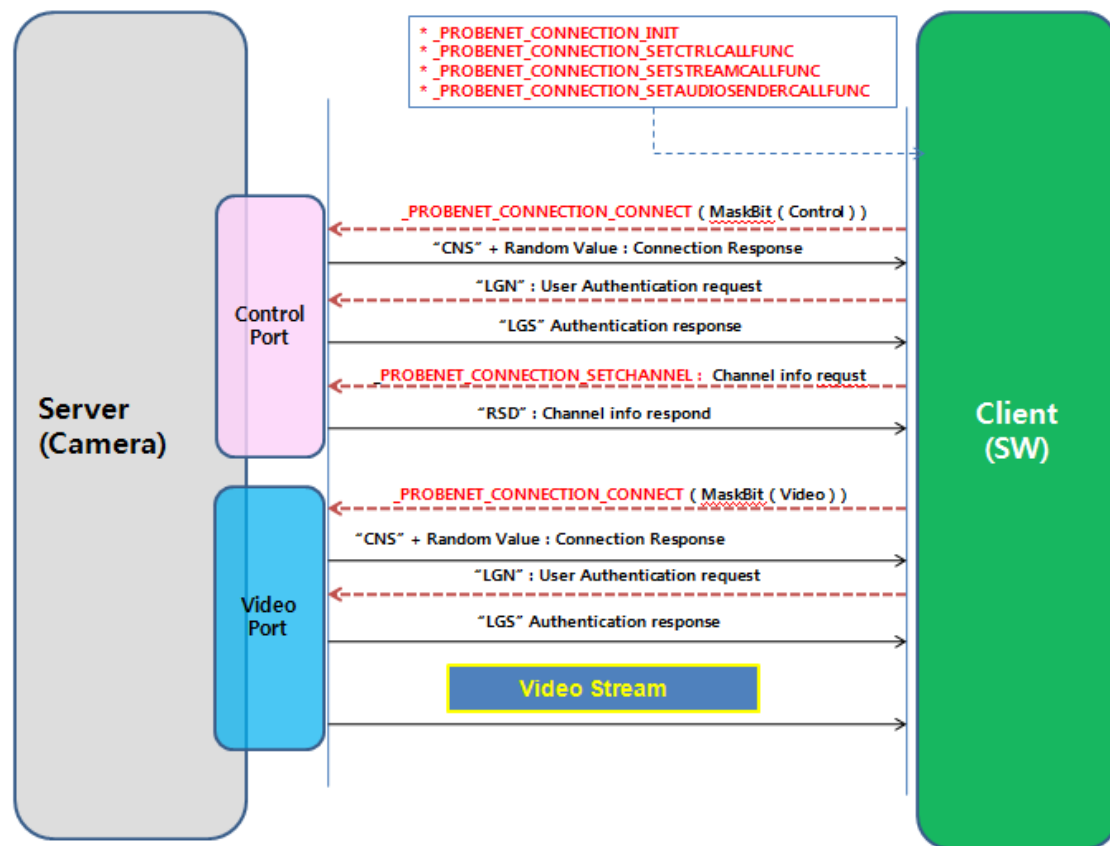 * _PROBENET_CONNECTION_INIT
* _PROBENET_CONNECTION_SETCTRLCALLFUNC
* _PROBENET_CONNECTION_SETSTREAMCALLFUNC
* _PROBENET_CONNECTION_SETAUDIOSENDERCALLFUNC
_PROBENET_CONNECTION_CONNECT ( MaskBit ( Control ) )
“CNS” + Random Value : Connection Response
“LGN” : User Authentication request
“LGS” Authentication response
_PROBENET_CONNECTION_SETCHANNEL : Channel info requst
“RSD” : Channel info respond
Control
Port
Server
(Camera)
Client
(SW)
_PROBENET_CONNECTION_CONNECT ( MaskBit ( Video ) )
“CNS” + Random Value : Connection Response
“LGN” : User Authentication request
“LGS” Authentication response
Video
Port
Video Stream